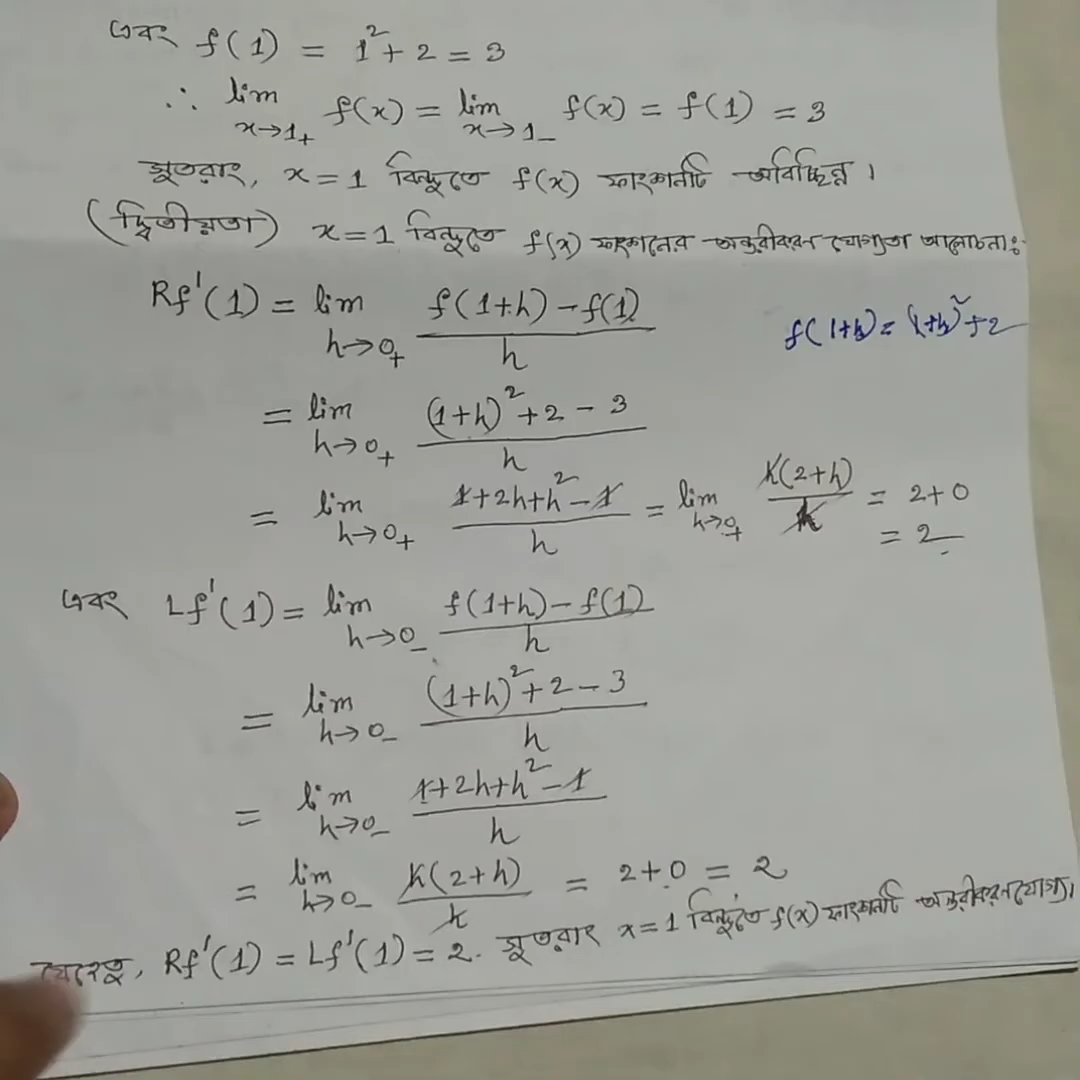 এবং f(1) = 1² + 2 = 3
∴ lim x→1+ f(x) = lim x→1- f(x) = f(1) = 3
সুতরাং, x = 1 বিন্দুতে f(x) ফাংশনটি অবিচ্ছিন্ন।
(দ্বিতীয়তা) x = 1 বিন্দুতে f(x) ফাংশনের অন্তরীকরন যোগ্যতা আলোচনাঃ
Rf'(1) = lim h→0+ (f(1+h) - f(1))/h
f(1+h) = (1+h)² + 2
= lim h→0+ ((1+h)² + 2 - 3)/h
= lim h→0+ (1+2h+h² - 1)/h = lim h→0+ h(2+h)/h = 2+0
= 2
এবং Lf'(1) = lim h→0- (f(1+h) - f(1))/h
= lim h→0- ((1+h)² + 2 - 3)/h
= lim h→0- (1+2h+h² - 1)/h
= lim h→0- h(2+h)/h = 2+0 = 2
যেহেতু, Rf'(1) = Lf'(1) = 2. সুতরাং x = 1 বিন্দুতে f(x) ফাংশনটি অন্তরীকরনযোগ্য।